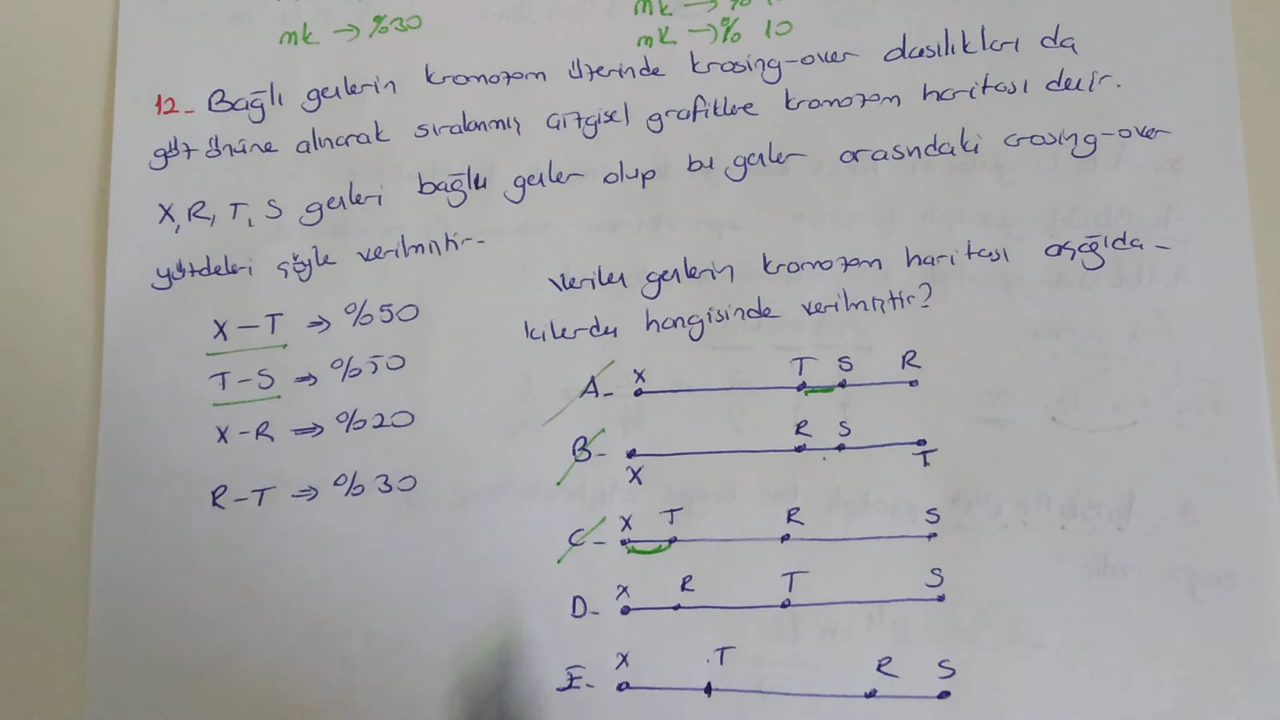 mk → %30
mk → %10
12- Bağlı genlerin kromozom üzerinde krosing-over dasılıkları da
göz önüne alınarak sıralanmış çizgisel grafiklere kromozom haritası denir.
X, R, T, S genleri bağlı genler olup bu genler arasındaki crosing-over
yüzdeleri şöyle verilmiştir--
X-T ⇒ %50
T-S ⇒ %50
X-R ⇒ %20
R-T ⇒ %30
Verilen genlerin kromozom haritası aşağıda-
kilerden hangisinde verilmiştir?
A- X T S R
B- X R S T
C- X T R S
D- X R T S
E- X T R S